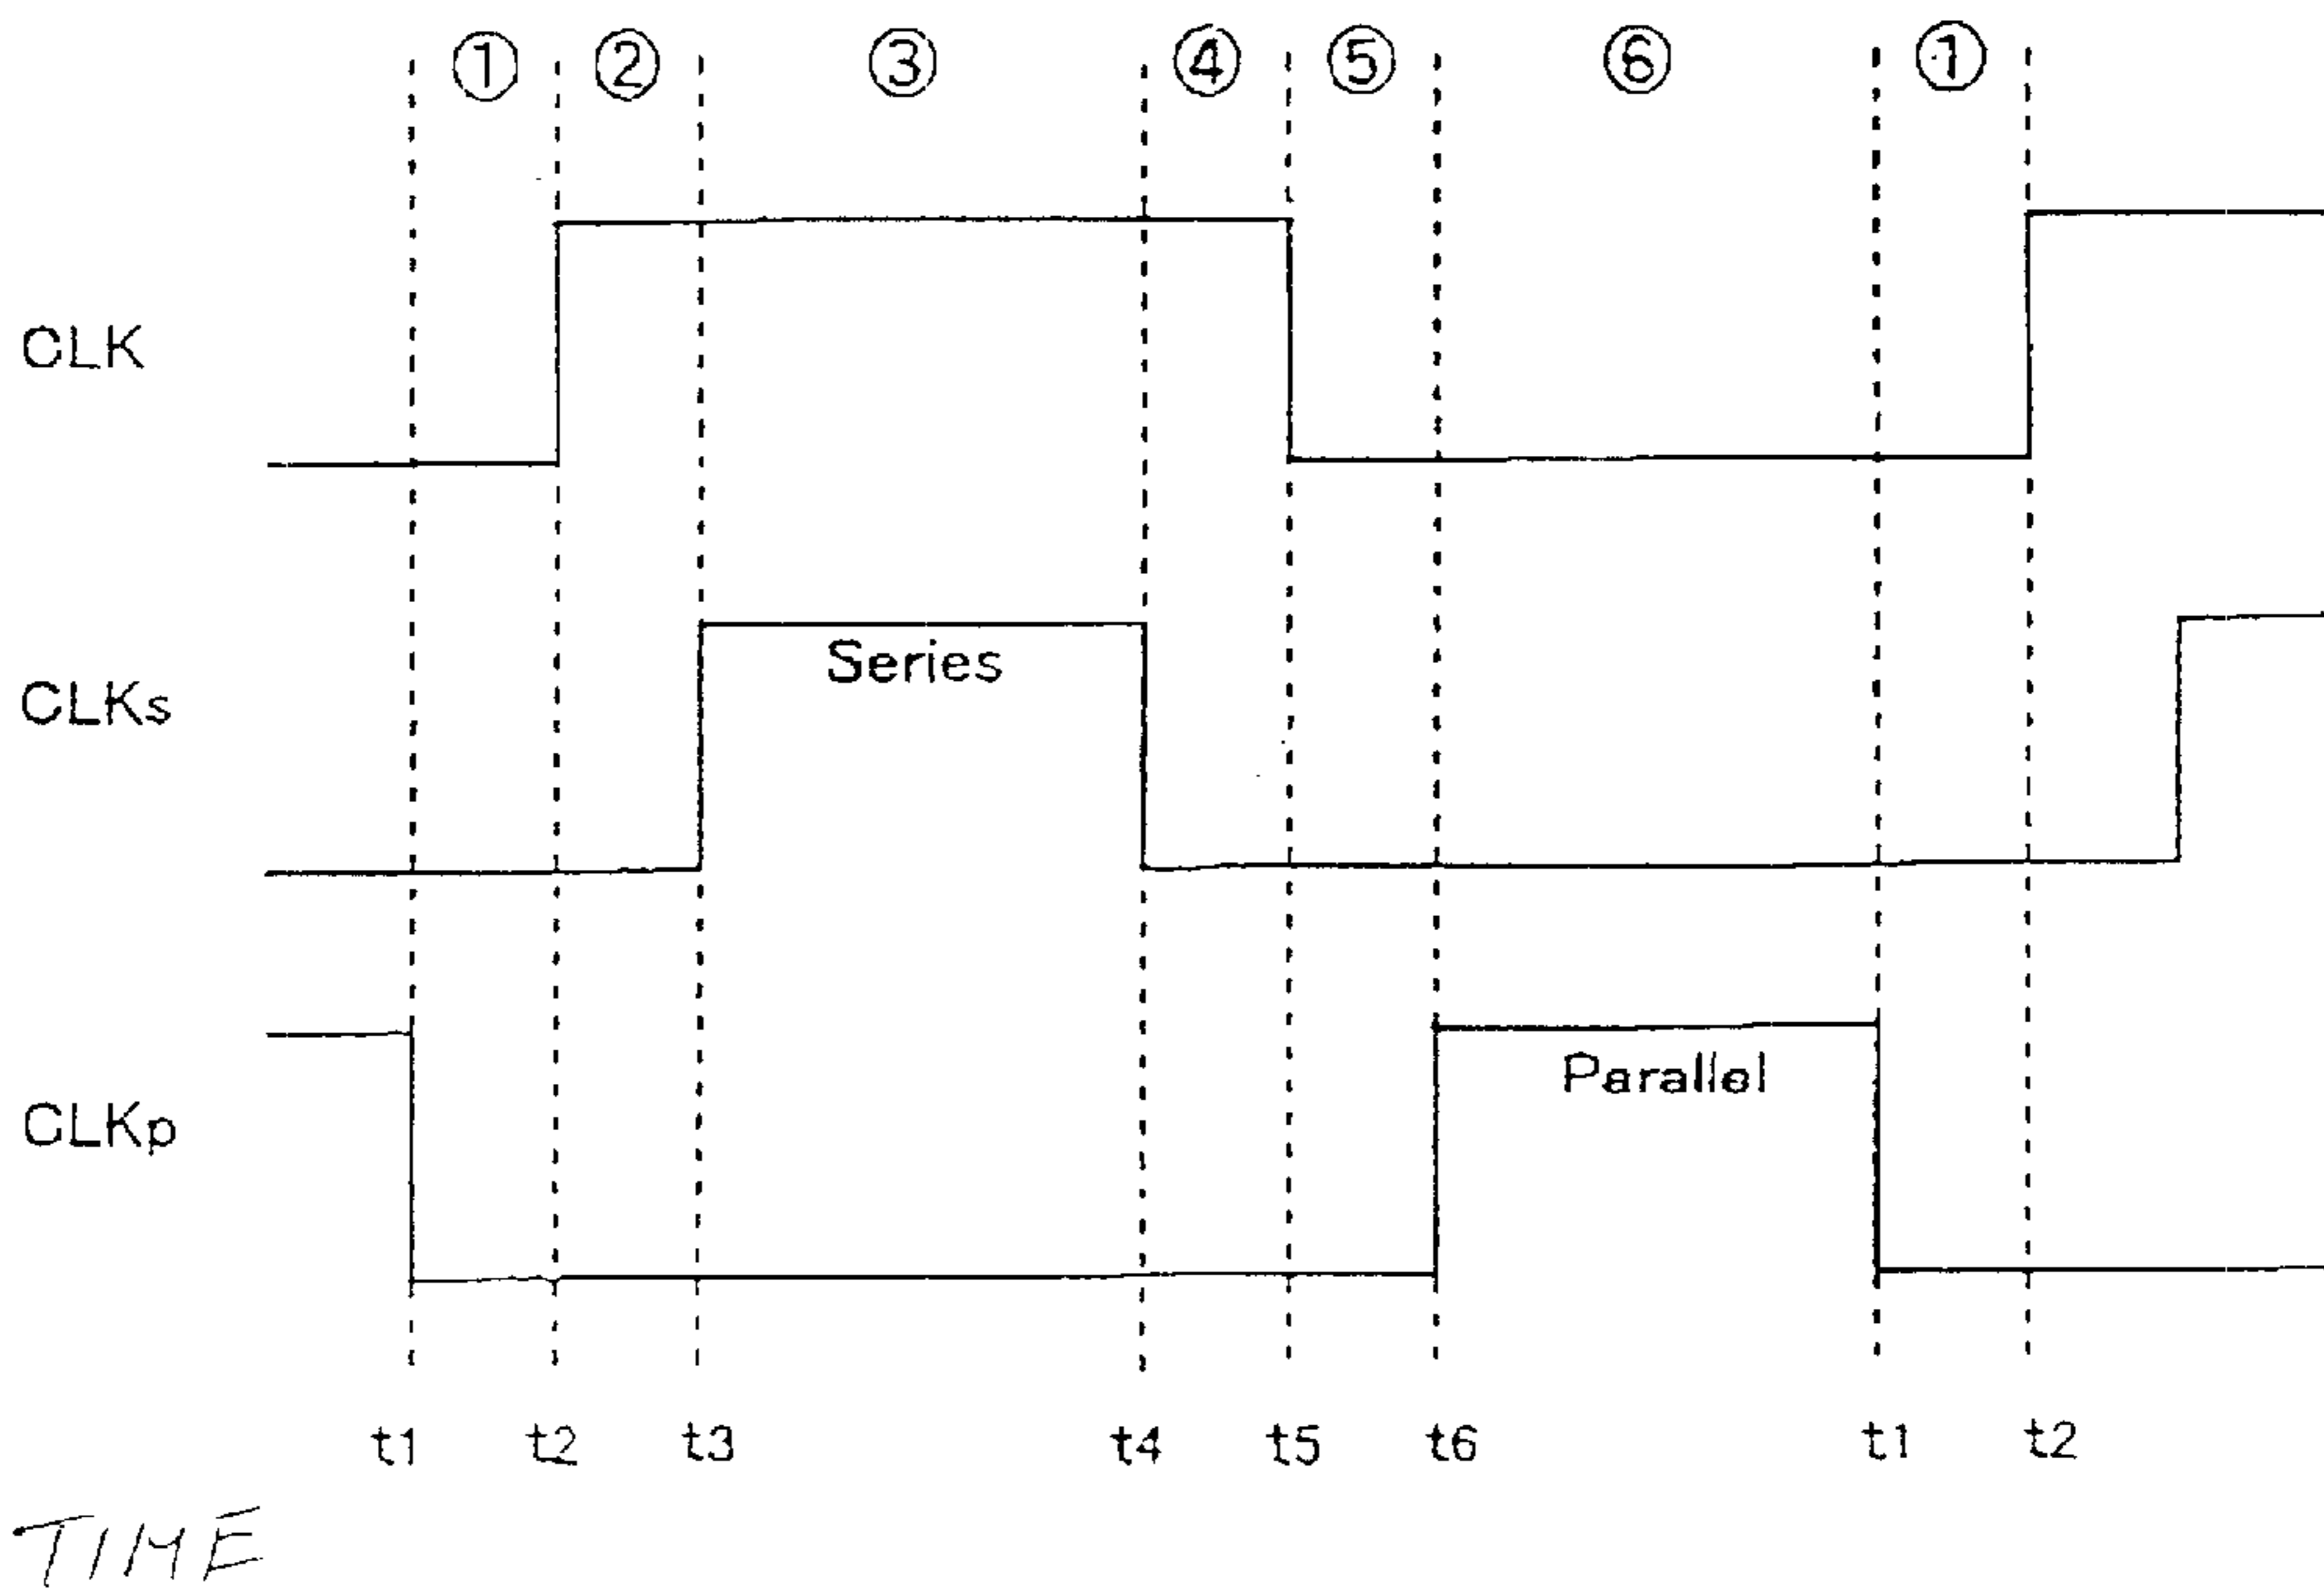 ① ② ③ ④ ⑤ ⑥ ①
CLK
Series
CLKs
Parallel
CLKp
t1 t2 t3 t4 t5 t6 t1 t2
TIME